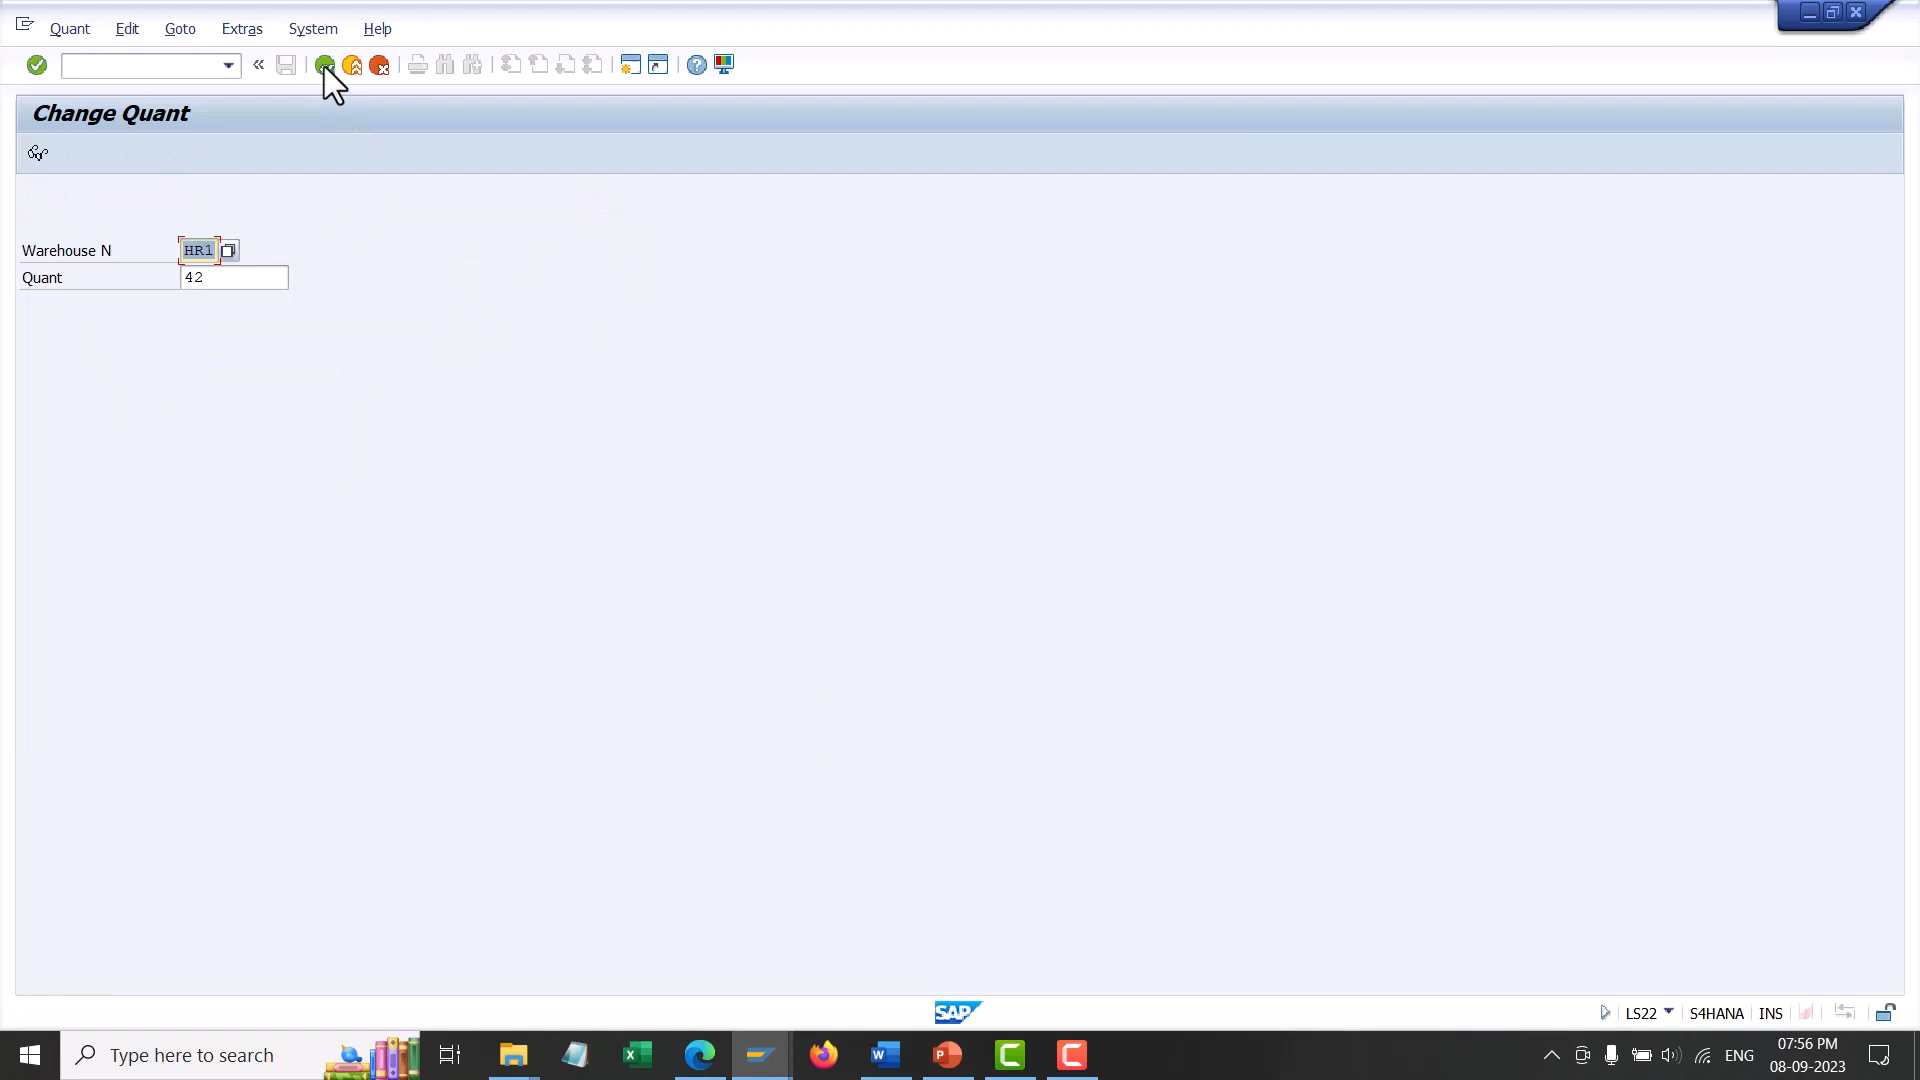 Quant Edit Goto Extras System Help
Change Quant
Warehouse N HR1
Quant 42
SAP
LS22 S4HANA INS
Type here to search
ENG
07:56 PM
08-09-2023